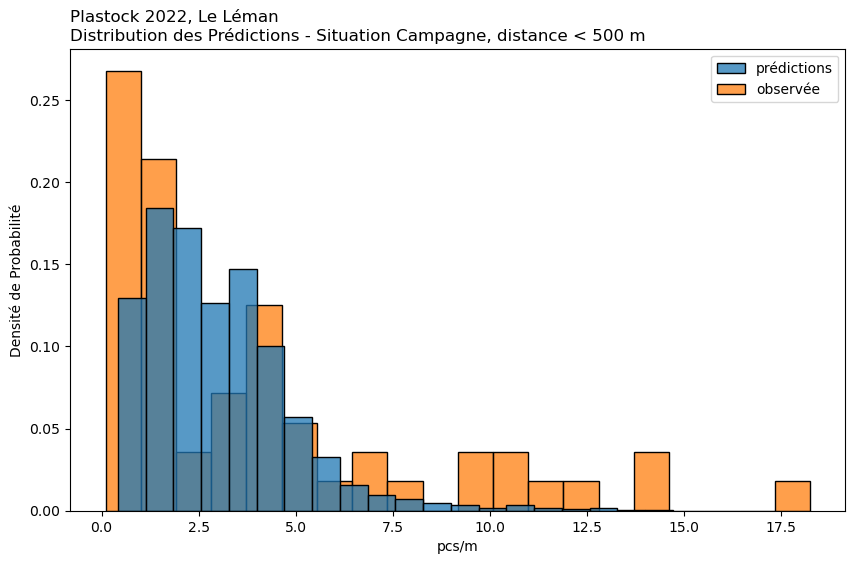 Plastock 2022, Le Léman
Distribution des Prédictions - Situation Campagne, distance < 500 m
prédictions
observée
Densité de Probabilité
0.25
0.20
0.15
0.10
0.05
0.00
0.0 2.5 5.0 7.5 10.0 12.5 15.0 17.5
pcs/m